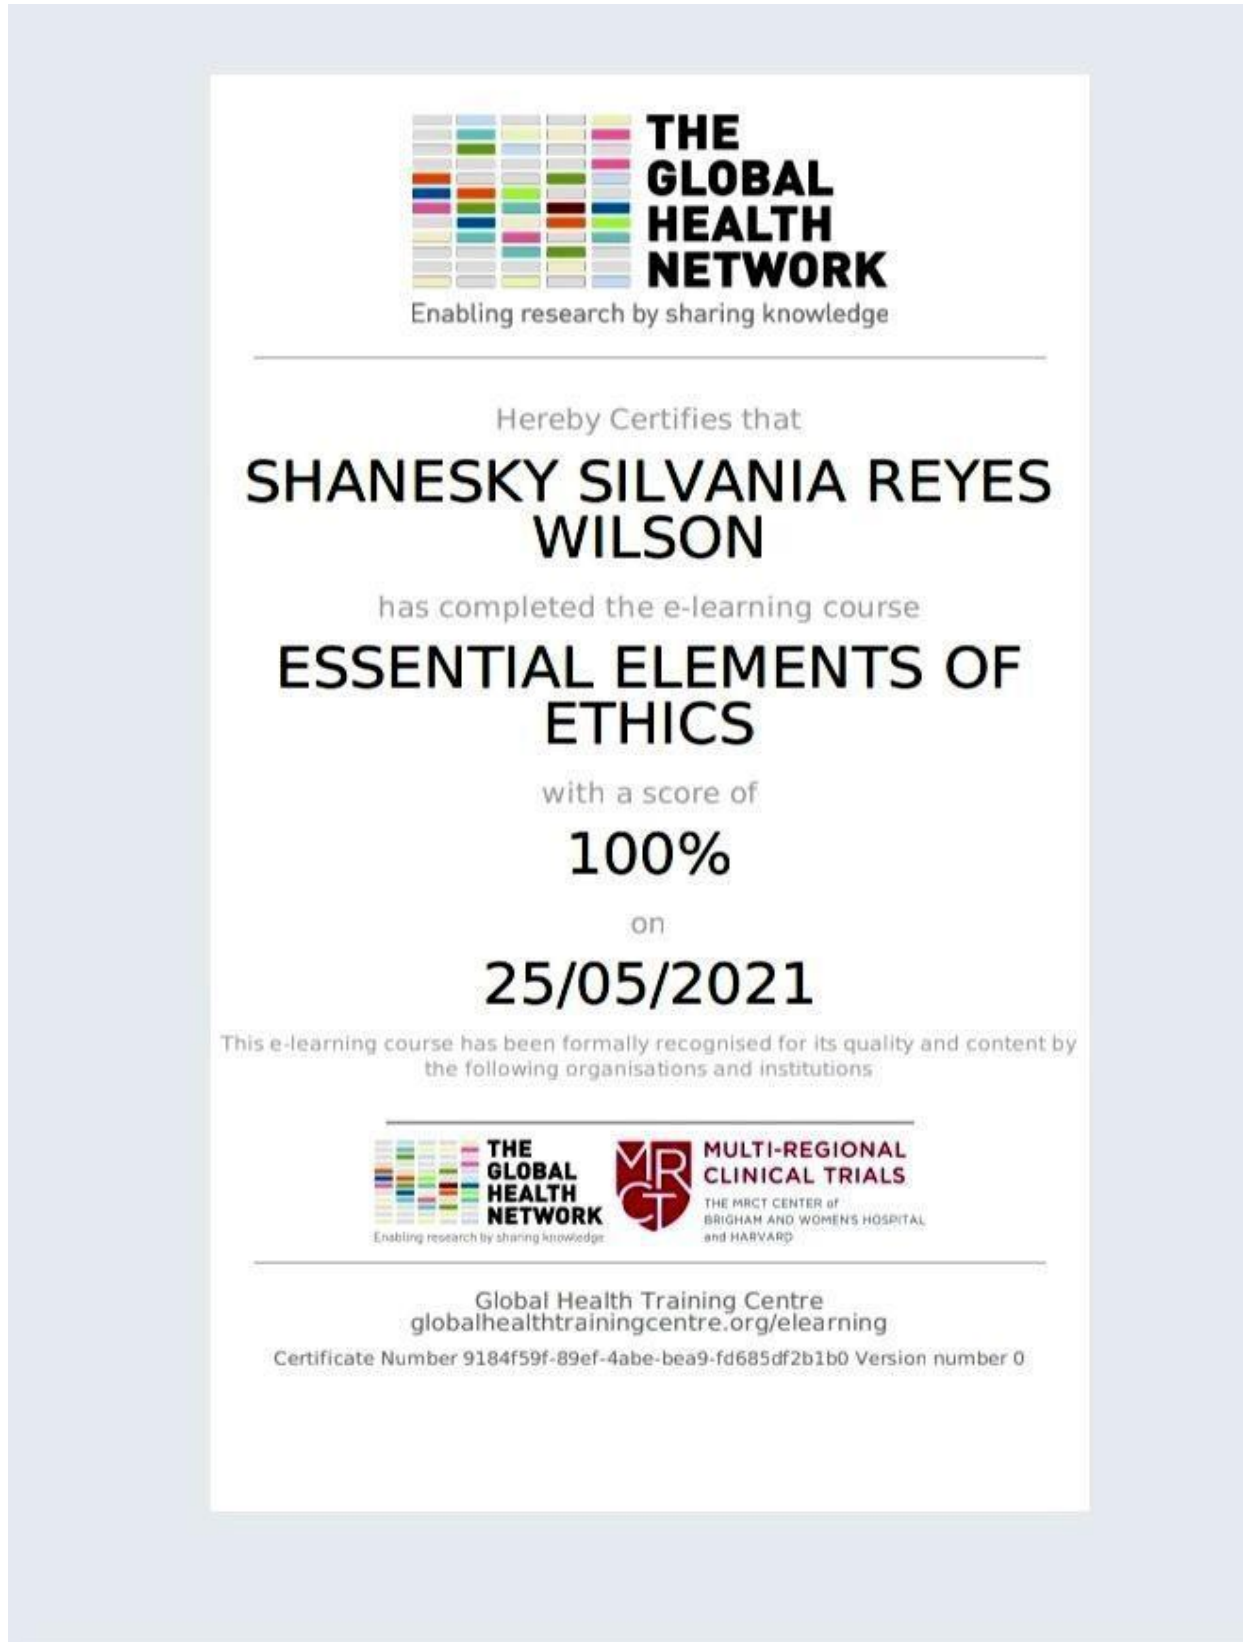 THE
GLOBAL
HEALTH
NETWORK
Enabling research by sharing knowledge
Hereby Certifies that
SHANESKY SILVANIA REYES
WILSON
has completed the e-learning course
ESSENTIAL ELEMENTS OF
ETHICS
with a score of
100%
on
25/05/2021
This e-learning course has been formally recognised for its quality and content by
the following organisations and institutions
THE
GLOBAL
HEALTH
NETWORK
Enabling research by sharing knowledge
MRCT
MULTI-REGIONAL
CLINICAL TRIALS
THE MRCT CENTER of
BRIGHAM AND WOMEN'S HOSPITAL
and HARVARD
Global Health Training Centre
globalhealthtrainingcentre.org/elearning
Certificate Number 9184f59f-89ef-4abe-bea9-fd685df2b1b0 Version number 0